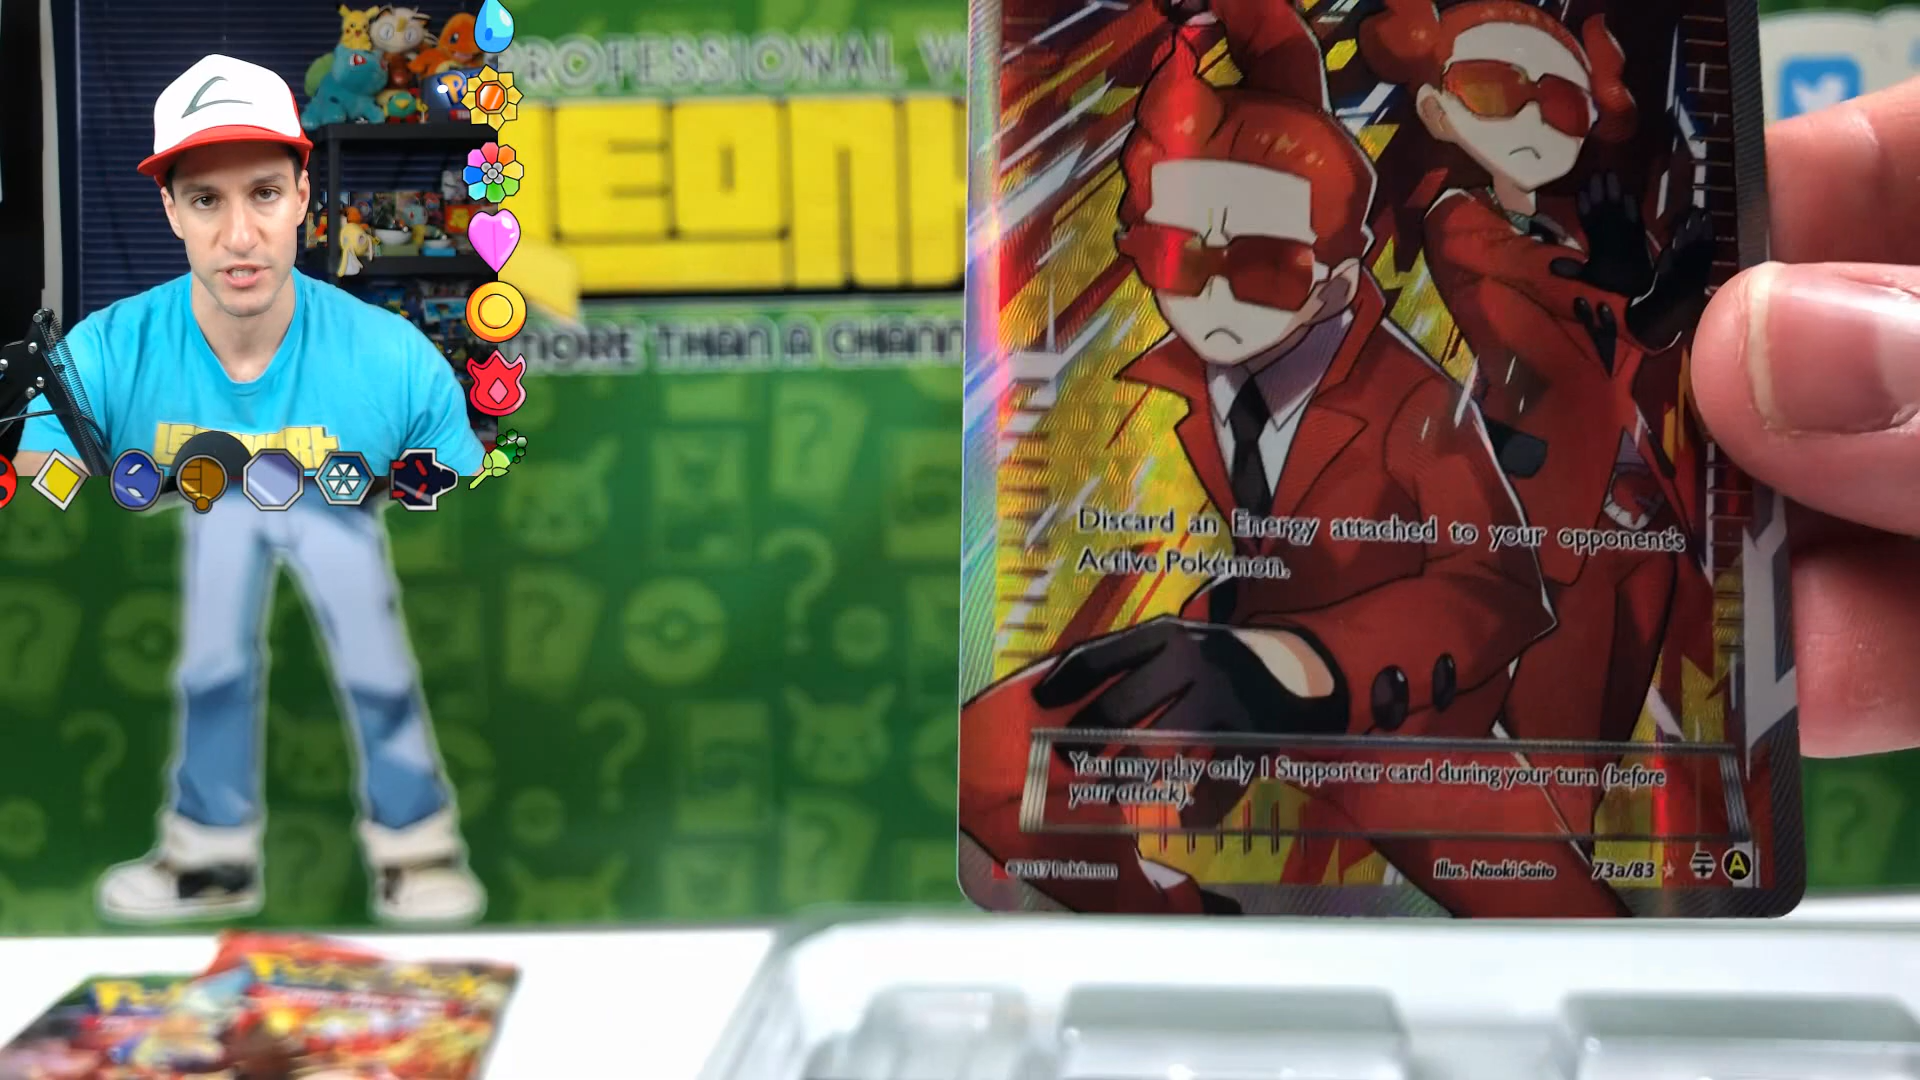 PROFESSIONAL
LEONH
MORE THAN A CHANN
Discard an Energy attached to your opponent's
Active Pokémon.
You may play only 1 Supporter card during your turn (before
your attack).
©2017 Pokémon
Illus. Naoki Saito
73a/83
A